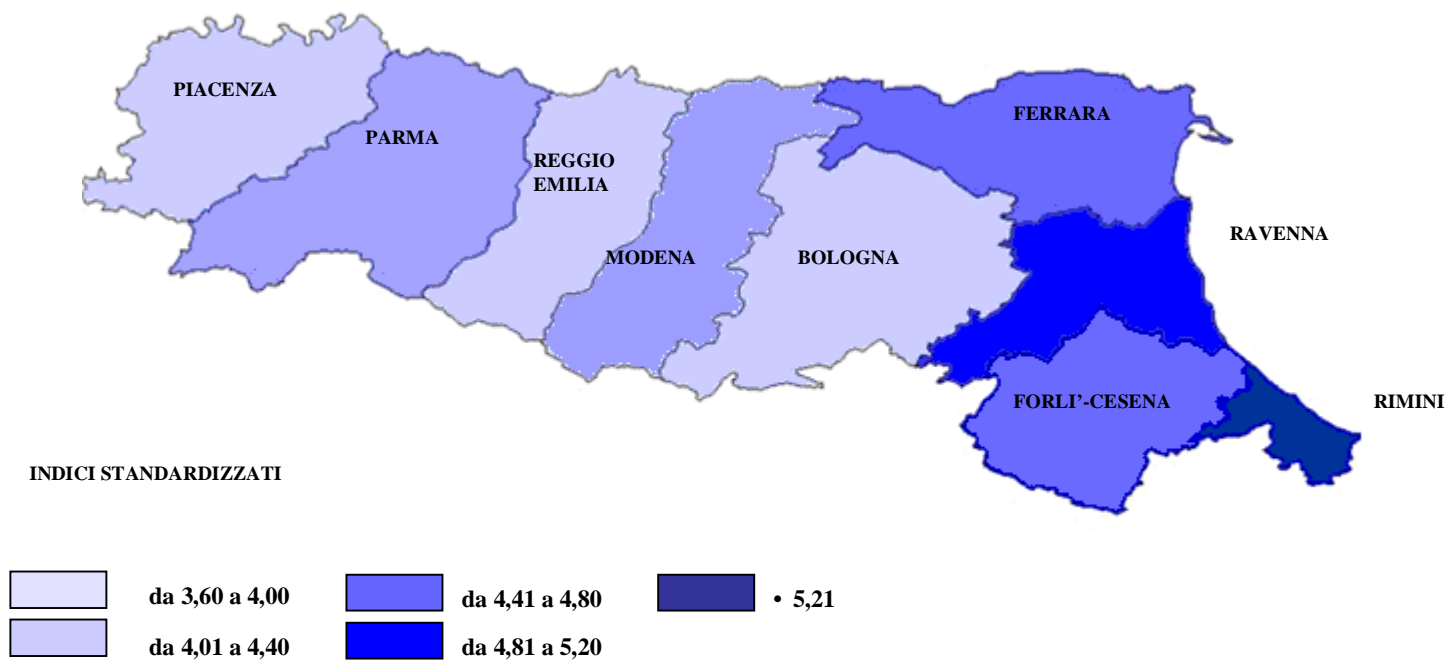 PIACENZA
PARMA
REGGIO
EMILIA
MODENA
BOLOGNA
FERRARA
RAVENNA
FORLI’-CESENA
RIMINI
INDICI STANDARDIZZATI
da 3,60 a 4,00
da 4,41 a 4,80
• 5,21
da 4,01 a 4,40
da 4,81 a 5,20